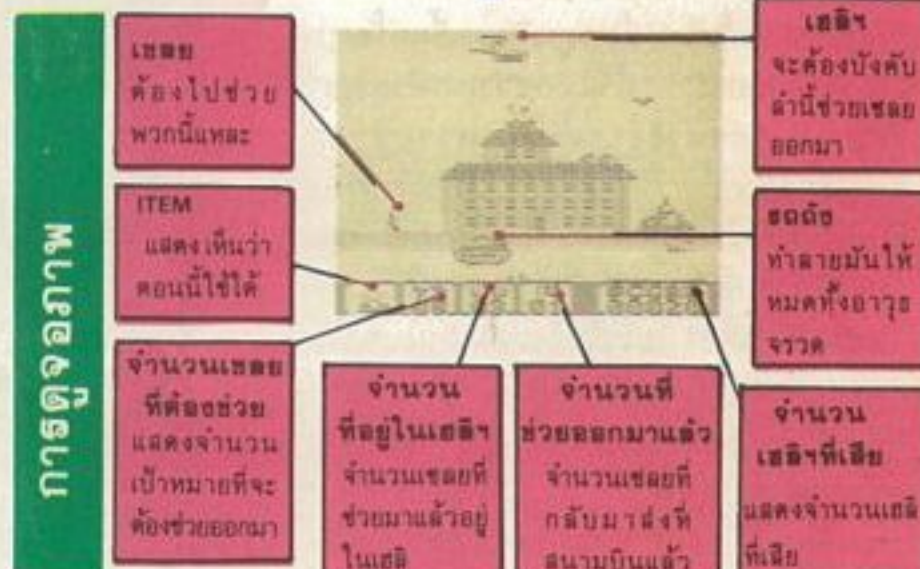 การดูจอภาพ
เชลย
ต้องไปช่วย
พวกนี้แหละ
ITEM
แสดงเห็นว่า
ตอนนี้ใช้ได้
จำนวนเชลย
ที่ต้องช่วย
แสดงจำนวน
เป้าหมายที่จะ
ต้องช่วยออกมา
จำนวน
ที่อยู่ในเฮลิฯ
จำนวนเชลยที่
ช่วยมาแล้วอยู่
ในเฮลิ
จำนวนที่
ช่วยออกมาแล้ว
จำนวนเชลยที่
กลับมาส่งที่
สนามบินแล้ว
เฮลิฯ
จะต้องบังคับ
ลำนี้ช่วยเชลย
ออกมา
รถถัง
ทำลายมันให้
หมดทั้งอาวุธ
จรวด
จำนวน
เฮลิฯที่เสีย
แสดงจำนวนเฮลิ
ที่เสีย